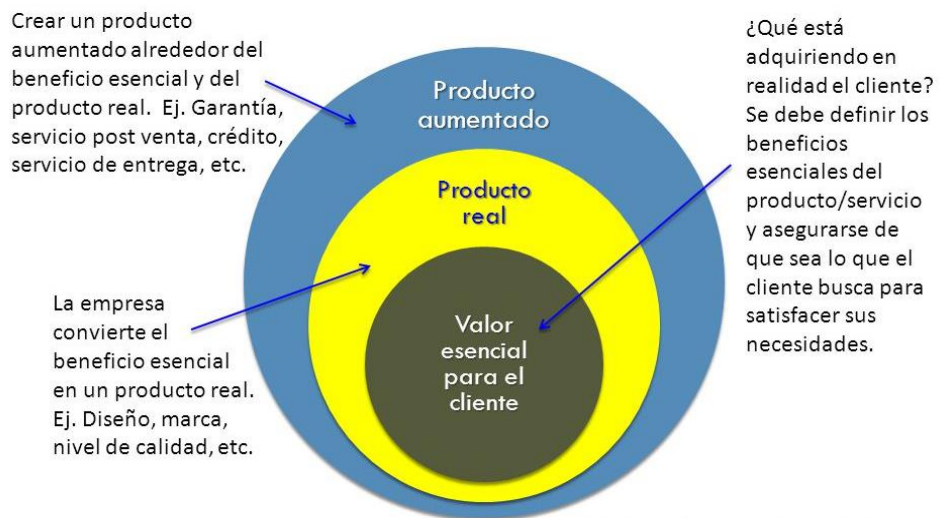 Crear un producto
aumentado alrededor del
beneficio esencial y del
producto real. Ej. Garantía,
servicio post venta, crédito,
servicio de entrega, etc.
¿Qué está
adquiriendo en
realidad el cliente?
Se debe definir los
beneficios
esenciales del
producto/servicio
y asegurarse de
que sea lo que el
cliente busca para
satisfacer sus
necesidades.
Producto
aumentado
Producto
real
Valor
esencial
para el
cliente
La empresa
convierte el
beneficio esencial
en un producto real.
Ej. Diseño, marca,
nivel de calidad, etc.